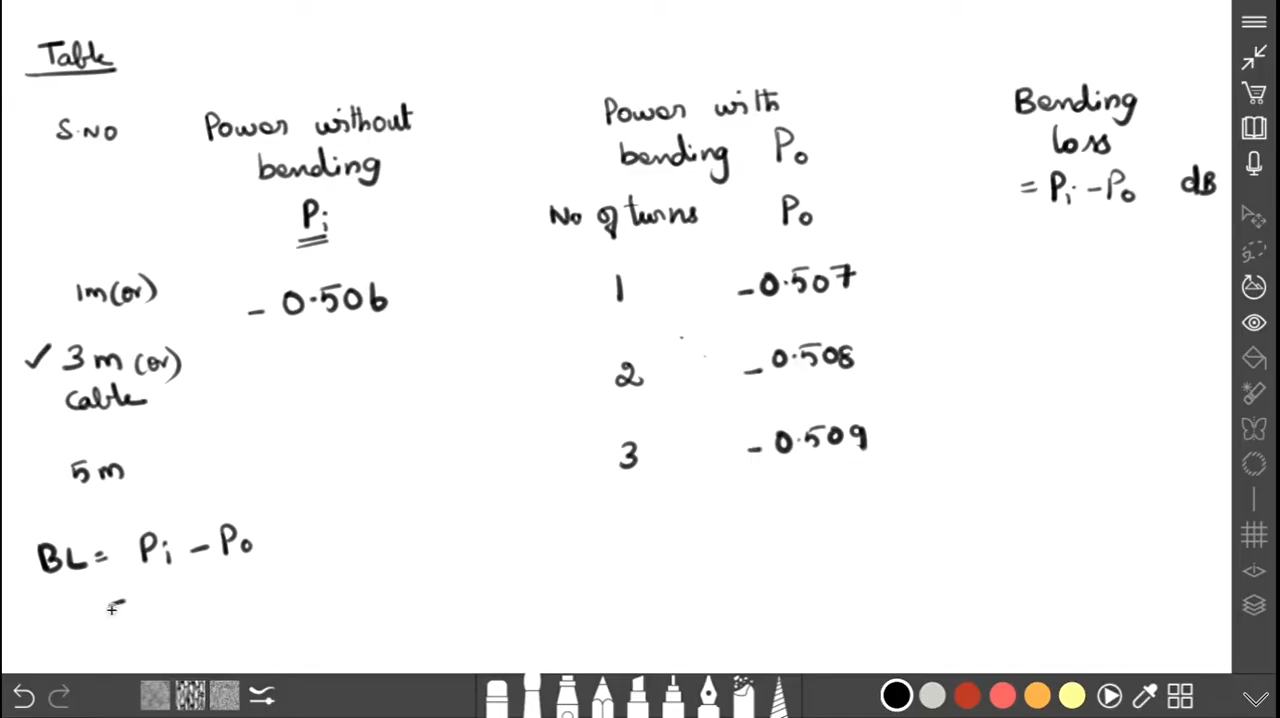 Table
S.NO
Power without
bending
Pi
Power with
bending Po
No of turns Po
Bending
loss
= Pi - Po dB
1m(or)
- 0.506
1 - 0.507
✓ 3 m (or)
cable
2 - 0.508
5 m
3 - 0.509
BL = Pi - Po
=